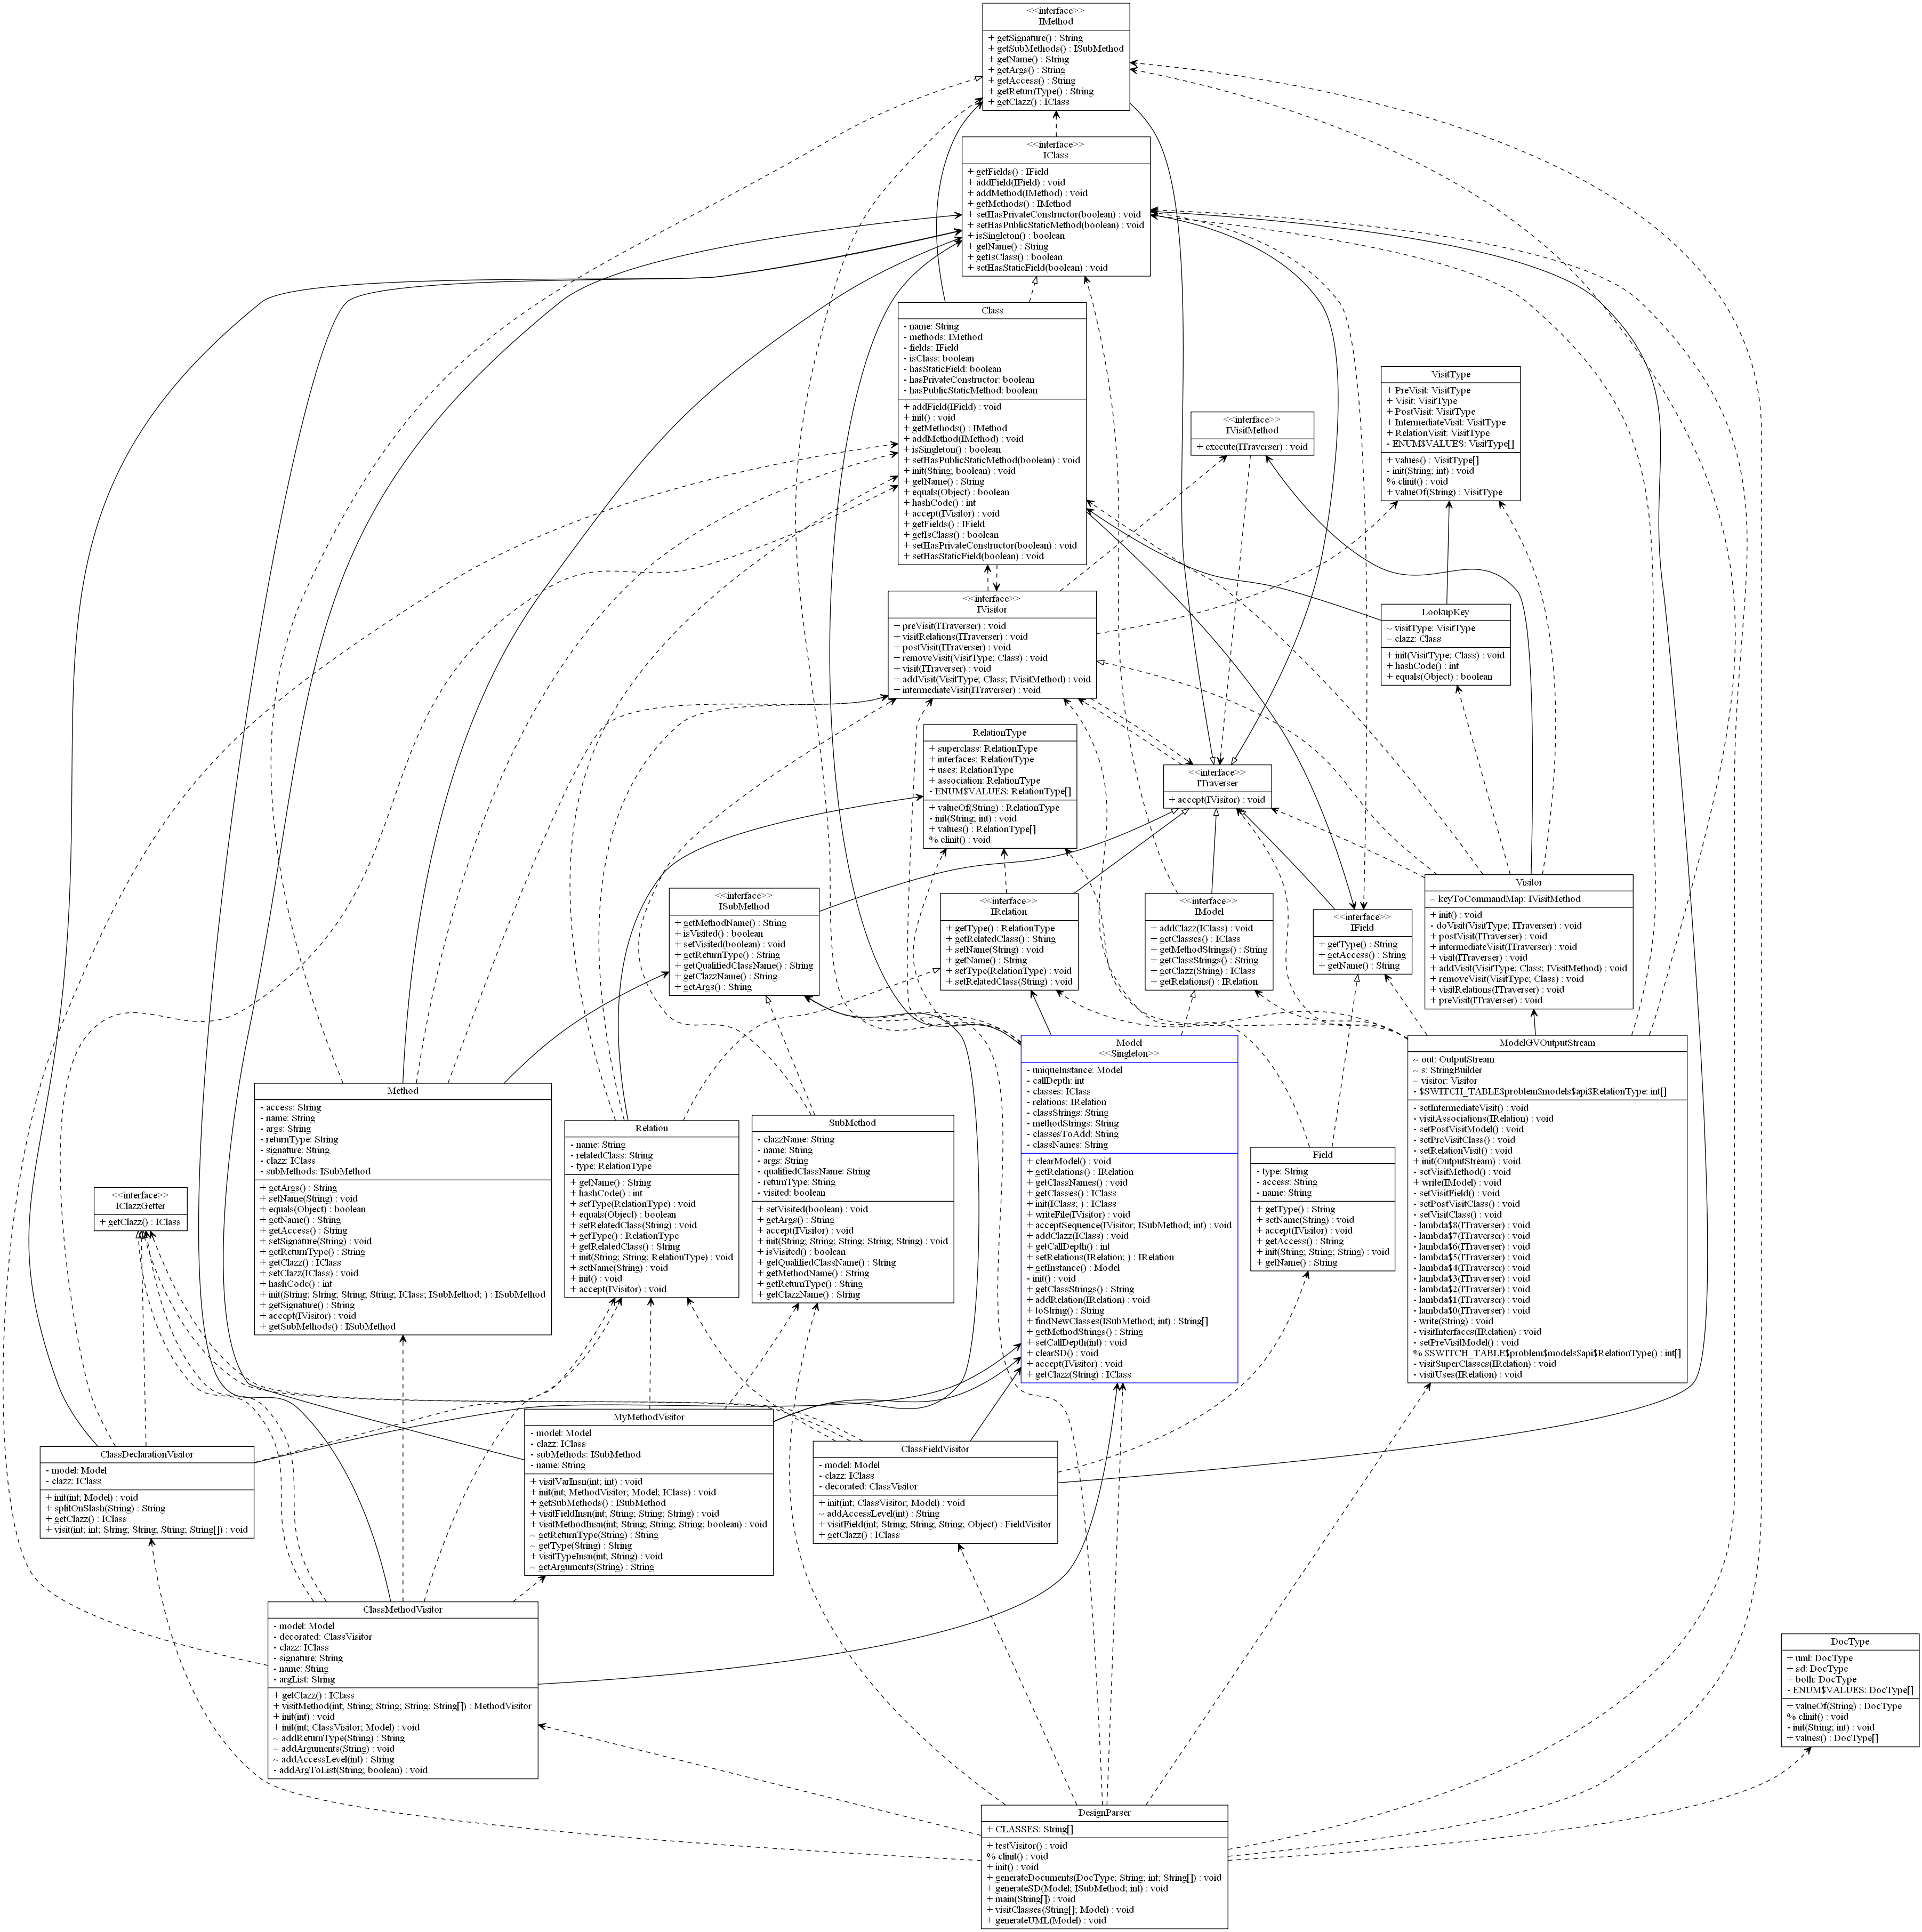 <<interface>>
IMethod
+ getSignature() : String
+ getSubMethods() : ISubMethod
+ getName() : String
+ getArgs() : String
+ getAccess() : String
+ getReturnType() : String
+ getClazz() : IClass
<<interface>>
IClass
+ getFields() : IField
+ addField(IField) : void
+ addMethod(IMethod) : void
+ getMethods() : IMethod
+ setHasPrivateConstructor(boolean) : void
+ setHasPublicStaticMethod(boolean) : void
+ isSingleton() : boolean
+ getName() : String
+ getIsClass() : boolean
+ setHasStaticField(boolean) : void
Class
- name: String
- methods: IMethod
- fields: IField
- isClass: boolean
- hasStaticField: boolean
- hasPrivateConstructor: boolean
- hasPublicStaticMethod: boolean
+ addField(IField) : void
+ init() : void
+ getMethods() : IMethod
+ addMethod(IMethod) : void
+ isSingleton() : boolean
+ setHasPublicStaticMethod(boolean) : void
+ init(String; boolean) : void
+ getName() : String
+ equals(Object) : boolean
+ hashCode() : int
+ accept(IVisitor) : void
+ getFields() : IField
+ getIsClass() : boolean
+ setHasPrivateConstructor(boolean) : void
+ setHasStaticField(boolean) : void
VisitType
+ PreVisit: VisitType
+ Visit: VisitType
+ PostVisit: VisitType
+ IntermediateVisit: VisitType
+ RelationVisit: VisitType
- ENUM$VALUES: VisitType[]
+ values() : VisitType[]
- init(String; int) : void
% clinit() : void
+ valueOf(String) : VisitType
<<interface>>
IVisitMethod
+ execute(ITraverser) : void
<<interface>>
IVisitor
+ preVisit(ITraverser) : void
+ visitRelations(ITraverser) : void
+ postVisit(ITraverser) : void
+ removeVisit(VisitType; Class) : void
+ visit(ITraverser) : void
+ addVisit(VisitType; Class; IVisitMethod) : void
+ intermediateVisit(ITraverser) : void
LookupKey
~ visitType: VisitType
~ clazz: Class
+ init(VisitType; Class) : void
+ hashCode() : int
+ equals(Object) : boolean
RelationType
+ superclass: RelationType
+ interfaces: RelationType
+ uses: RelationType
+ association: RelationType
- ENUM$VALUES: RelationType[]
+ valueOf(String) : RelationType
- init(String; int) : void
+ values() : RelationType[]
% clinit() : void
<<interface>>
ITraverser
+ accept(IVisitor) : void
<<interface>>
ISubMethod
+ getMethodName() : String
+ isVisited() : boolean
+ setVisited(boolean) : void
+ getReturnType() : String
+ getQualifiedClassName() : String
+ getClazzName() : String
+ getArgs() : String
<<interface>>
IRelation
+ getType() : RelationType
+ getRelatedClass() : String
+ setName(String) : void
+ getName() : String
+ setType(RelationType) : void
+ setRelatedClass(String) : void
<<interface>>
IModel
+ addClazz(IClass) : void
+ getClasses() : IClass
+ getMethodStrings() : String
+ getClassStrings() : String
+ getClazz(String) : IClass
+ getRelations() : IRelation
<<interface>>
IField
+ getType() : String
+ getAccess() : String
+ getName() : String
Visitor
~ keyToCommandMap: IVisitMethod
+ init() : void
- doVisit(VisitType; ITraverser) : void
+ postVisit(ITraverser) : void
+ intermediateVisit(ITraverser) : void
+ visit(ITraverser) : void
+ addVisit(VisitType; Class; IVisitMethod) : void
+ removeVisit(VisitType; Class) : void
+ visitRelations(ITraverser) : void
+ preVisit(ITraverser) : void
Method
- access: String
- name: String
- args: String
- returnType: String
- signature: String
- clazz: IClass
- subMethods: ISubMethod
+ getArgs() : String
+ setName(String) : void
+ equals(Object) : boolean
+ getName() : String
+ getAccess() : String
+ setSignature(String) : void
+ getReturnType() : String
+ getClazz() : IClass
+ setClazz(IClass) : void
+ hashCode() : int
+ init(String; String; String; String; IClass; ISubMethod; ) : ISubMethod
+ getSignature() : String
+ accept(IVisitor) : void
+ getSubMethods() : ISubMethod
Relation
- name: String
- relatedClass: String
- type: RelationType
+ getName() : String
+ hashCode() : int
+ setType(RelationType) : void
+ equals(Object) : boolean
+ setRelatedClass(String) : void
+ getType() : RelationType
+ getRelatedClass() : String
+ init(String; String; RelationType) : void
+ setName(String) : void
+ init() : void
+ accept(IVisitor) : void
SubMethod
- clazzName: String
- name: String
- args: String
- qualifiedClassName: String
- returnType: String
- visited: boolean
+ setVisited(boolean) : void
+ getArgs() : String
+ accept(IVisitor) : void
+ init(String; String; String; String; String) : void
+ isVisited() : boolean
+ getQualifiedClassName() : String
+ getMethodName() : String
+ getReturnType() : String
+ getClazzName() : String
Model
<<Singleton>>
- uniqueInstance: Model
- callDepth: int
- classes: IClass
- relations: IRelation
- classStrings: String
- methodStrings: String
- classesToAdd: String
- classNames: String
+ clearModel() : void
+ getRelations() : IRelation
+ getClassNames() : void
+ getClasses() : IClass
+ init(IClass; ) : IClass
+ writeFile(IVisitor) : void
+ acceptSequence(IVisitor; ISubMethod; int) : void
+ addClazz(IClass) : void
+ getCallDepth() : int
+ setRelations(IRelation; ) : IRelation
+ getInstance() : Model
- init() : void
+ getClassStrings() : String
+ addRelation(IRelation) : void
+ toString() : String
+ findNewClasses(ISubMethod; int) : String[]
+ getMethodStrings() : String
+ setCallDepth(int) : void
+ clearSD() : void
+ accept(IVisitor) : void
+ getClazz(String) : IClass
Field
- type: String
- access: String
- name: String
+ getType() : String
+ setName(String) : void
+ accept(IVisitor) : void
+ getAccess() : String
+ init(String; String; String) : void
+ getName() : String
ModelGVOutputStream
~ out: OutputStream
~ s: StringBuilder
~ visitor: Visitor
- $SWITCH_TABLE$problem$models$api$RelationType: int[]
- setIntermediateVisit() : void
- visitAssociations(IRelation) : void
- setPostVisitModel() : void
- setPreVisitClass() : void
- setRelationVisit() : void
+ init(OutputStream) : void
- setVisitMethod() : void
+ write(IModel) : void
- setVisitField() : void
- setPostVisitClass() : void
- setVisitClass() : void
- lambda$8(ITraverser) : void
- lambda$7(ITraverser) : void
- lambda$6(ITraverser) : void
- lambda$5(ITraverser) : void
- lambda$4(ITraverser) : void
- lambda$3(ITraverser) : void
- lambda$2(ITraverser) : void
- lambda$1(ITraverser) : void
- lambda$0(ITraverser) : void
- write(String) : void
- visitInterfaces(IRelation) : void
- setPreVisitModel() : void
% $SWITCH_TABLE$problem$models$api$RelationType() : int[]
- visitSuperClasses(IRelation) : void
- visitUses(IRelation) : void
<<interface>>
IClazzGetter
+ getClazz() : IClass
ClassDeclarationVisitor
- model: Model
- clazz: IClass
+ init(int; Model) : void
+ splitOnSlash(String) : String
+ getClazz() : IClass
+ visit(int; int; String; String; String; String[]) : void
MyMethodVisitor
- model: Model
- clazz: IClass
- subMethods: ISubMethod
- name: String
+ visitVarInsn(int; int) : void
+ init(int; MethodVisitor; Model; IClass) : void
+ getSubMethods() : ISubMethod
+ visitFieldInsn(int; String; String; String) : void
+ visitMethodInsn(int; String; String; String; boolean) : void
~ getReturnType(String) : String
~ getType(String) : String
+ visitTypeInsn(int; String) : void
~ getArguments(String) : String
ClassFieldVisitor
- model: Model
- clazz: IClass
- decorated: ClassVisitor
+ init(int; ClassVisitor; Model) : void
~ addAccessLevel(int) : String
+ visitField(int; String; String; String; Object) : FieldVisitor
+ getClazz() : IClass
ClassMethodVisitor
- model: Model
- decorated: ClassVisitor
- clazz: IClass
- signature: String
- name: String
- argList: String
+ getClazz() : IClass
+ visitMethod(int; String; String; String; String[]) : MethodVisitor
+ init(int) : void
+ init(int; ClassVisitor; Model) : void
~ addReturnType(String) : String
~ addArguments(String) : void
~ addAccessLevel(int) : String
- addArgToList(String; boolean) : void
DocType
+ uml: DocType
+ sd: DocType
+ both: DocType
- ENUM$VALUES: DocType[]
+ valueOf(String) : DocType
% clinit() : void
- init(String; int) : void
+ values() : DocType[]
DesignParser
+ CLASSES: String[]
+ testVisitor() : void
% clinit() : void
+ init() : void
+ generateDocuments(DocType; String; int; String[]) : void
+ generateSD(Model; ISubMethod; int) : void
+ main(String[]) : void
+ visitClasses(String[]; Model) : void
+ generateUML(Model) : void